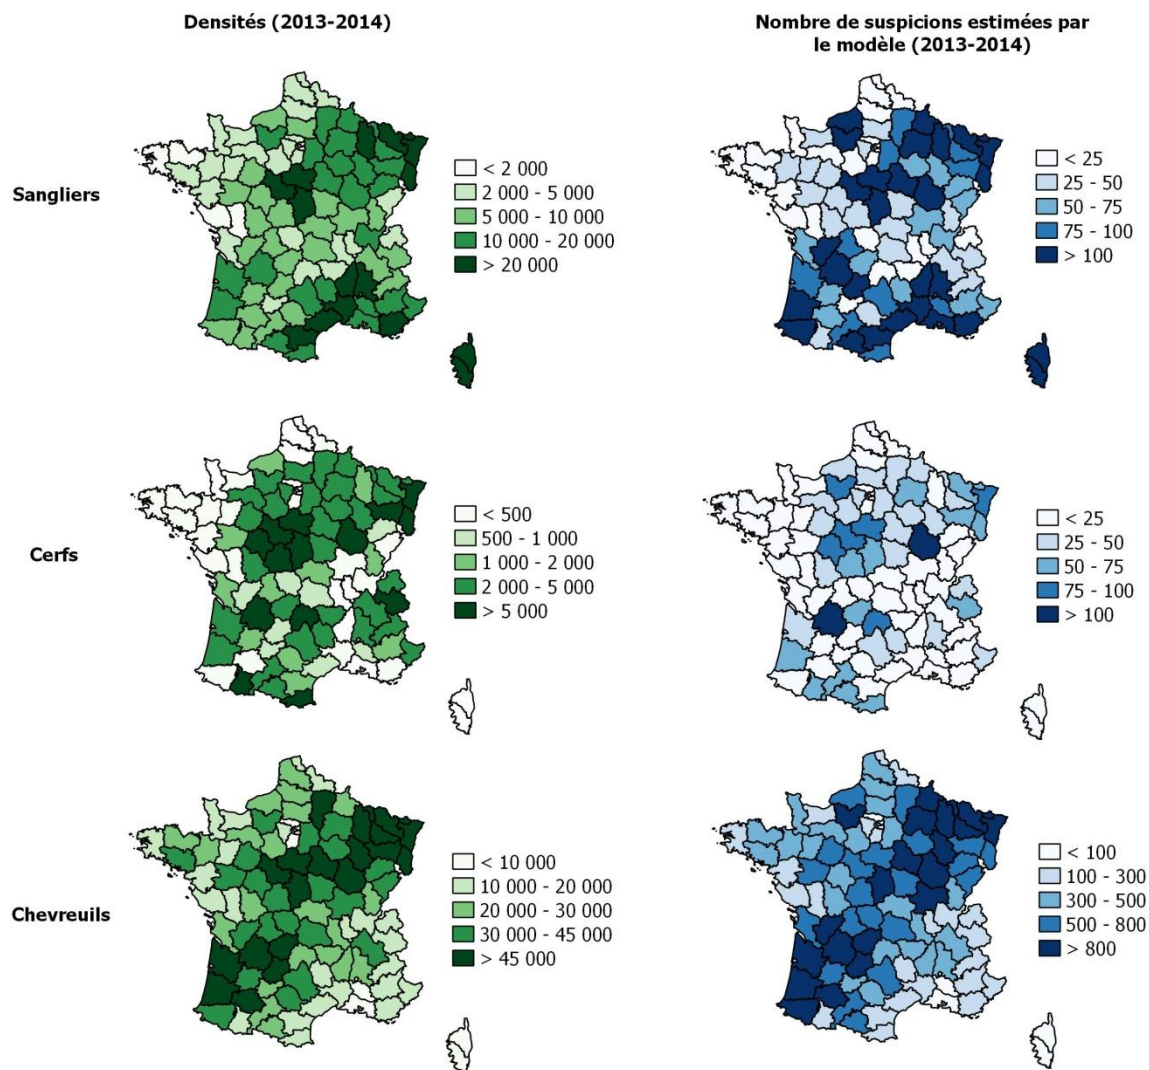 Densités (2013-2014)
Nombre de suspicions estimées par
le modèle (2013-2014)
Sangliers
< 2 000
2 000 - 5 000
5 000 - 10 000
10 000 - 20 000
> 20 000
< 25
25 - 50
50 - 75
75 - 100
> 100
Cerfs
< 500
500 - 1 000
1 000 - 2 000
2 000 - 5 000
> 5 000
< 25
25 - 50
50 - 75
75 - 100
> 100
Chevreuils
< 10 000
10 000 - 20 000
20 000 - 30 000
30 000 - 45 000
> 45 000
< 100
100 - 300
300 - 500
500 - 800
> 800